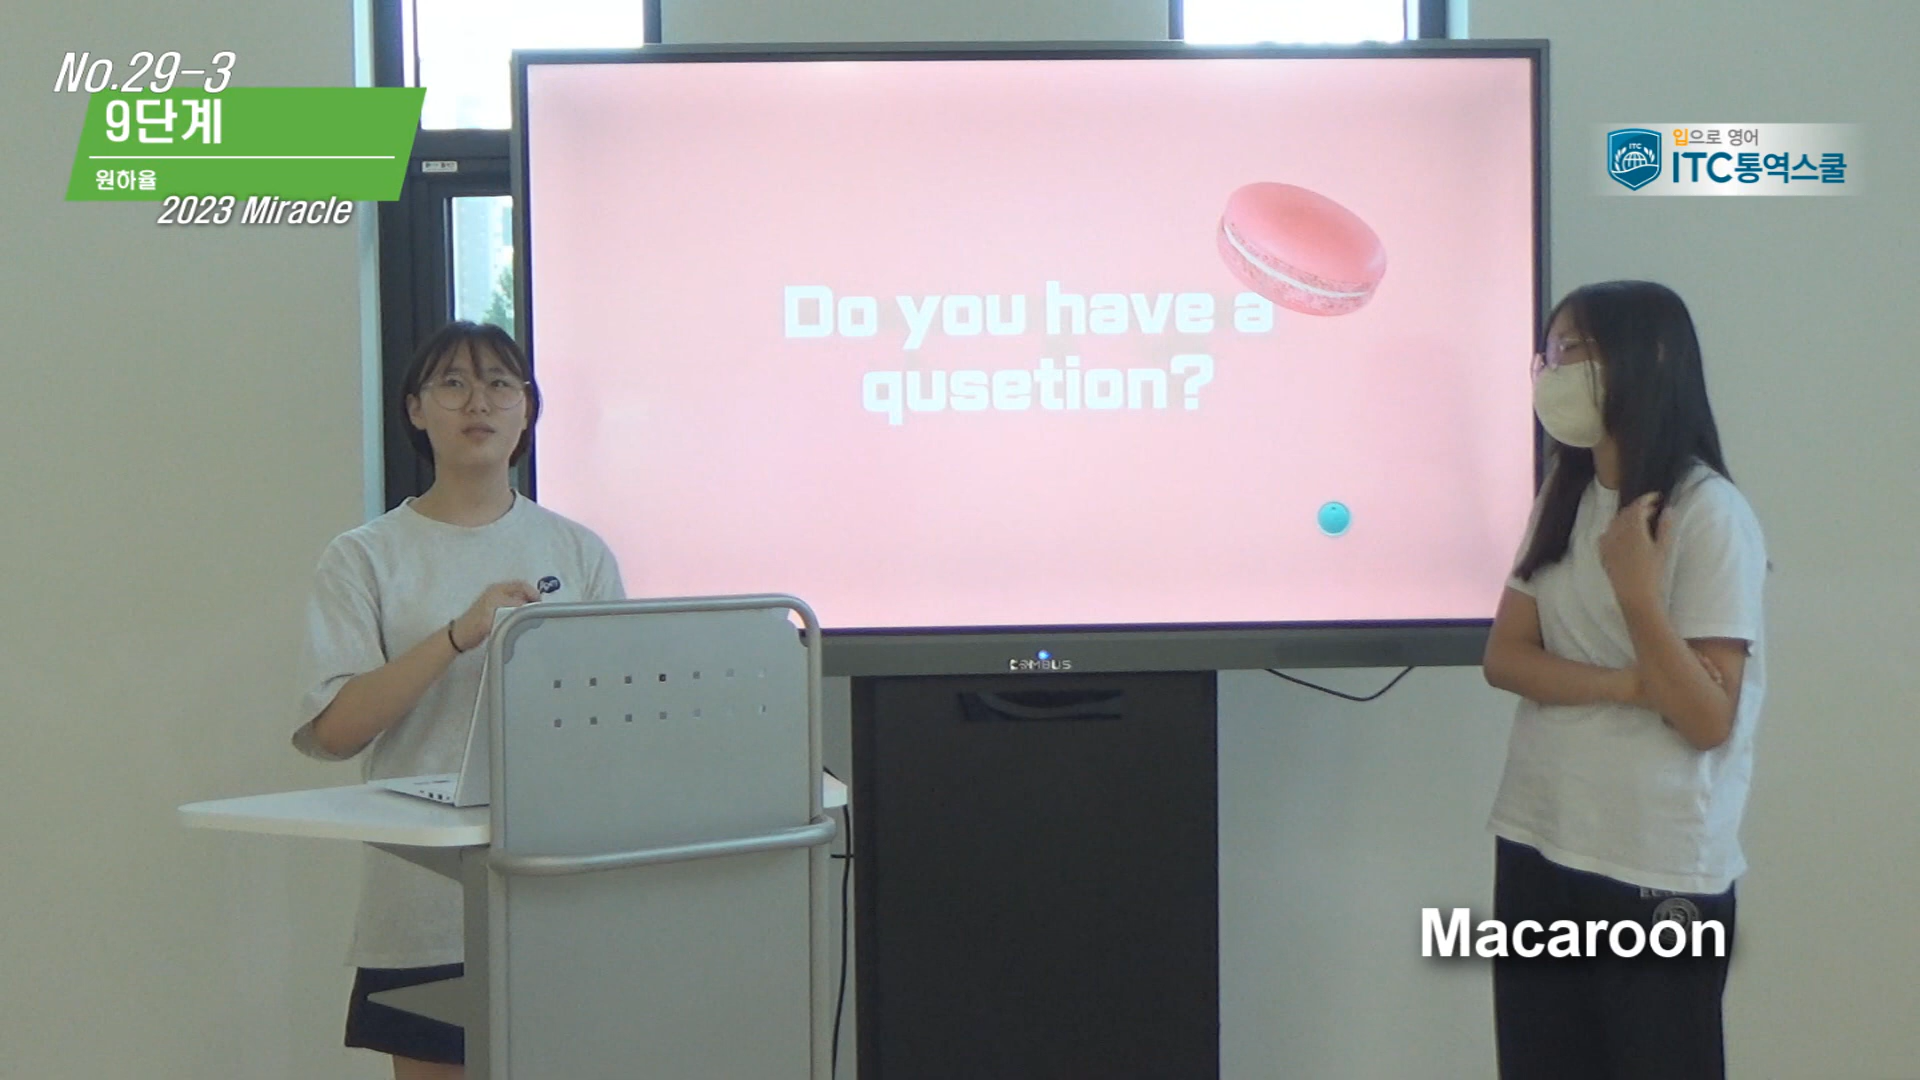 No.29-3
9단계
원하율
2023 Miracle
입으로 영어
ITC
ITC통역스쿨
Do you have a
qusetion?
Macaroon